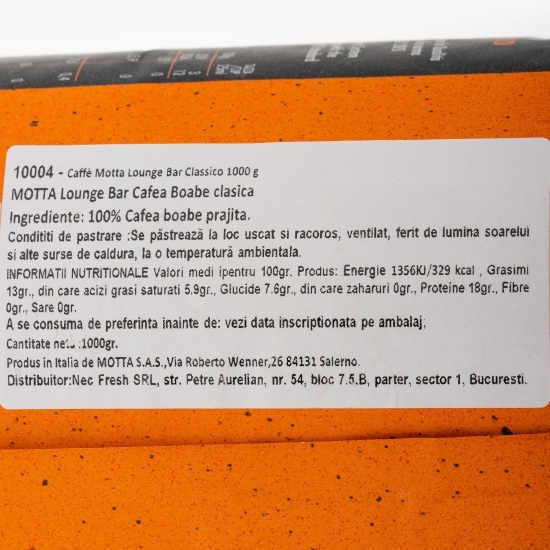 10004 - Caffè Motta Lounge Bar Classico 1000 g
MOTTA Lounge Bar Cafea Boabe clasica
Ingrediente: 100% Cafea boabe prajita.
Condititi de pastrare :Se păstrează la loc uscat si racoros, ventilat, ferit de lumina soarelui
si alte surse de caldura, la o temperatură ambientala.
INFORMATII NUTRITIONALE Valori medi ipentru 100gr. Produs: Energie 1356KJ/329 kcal , Grasimi
13gr., din care acizi grasi saturati 5.9gr., Glucide 7.6gr., din care zaharuri 0gr., Proteine 18gr., Fibre
0gr., Sare 0gr.
A se consuma de preferinta inainte de: vezi data inscriptionata pe ambalaj;
Cantitate :1000gr.
Produs in Italia de MOTTA S.A.S.,Via Roberto Wenner,26 84131 Salerno.
Distribuitor:Nec Fresh SRL, str. Petre Aurelian, nr. 54, bloc 7.5.B, parter, sector 1, Bucuresti.